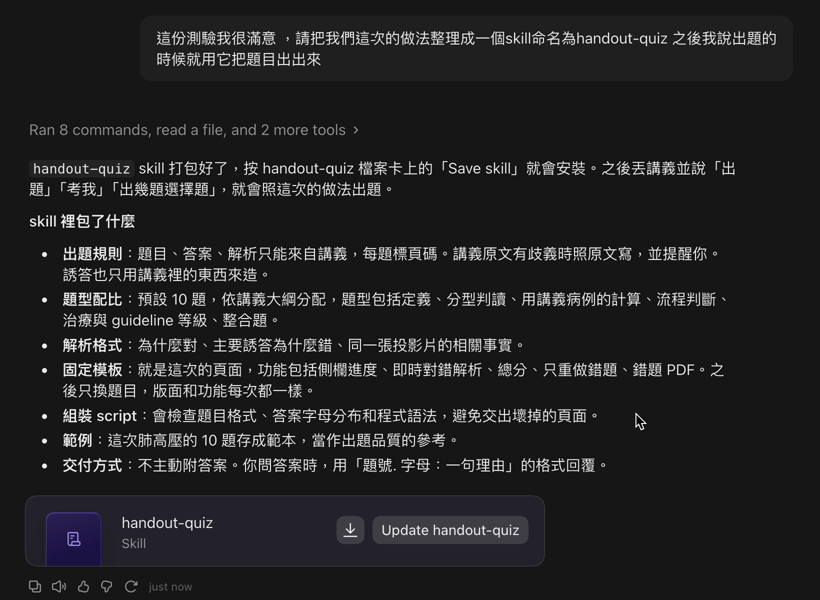 這份測驗我很滿意 ，請把我們這次的做法整理成一個skill命名為handout-quiz 之後我說出題的
時候就用它把題目出出來
Ran 8 commands, read a file, and 2 more tools >
handout-quiz skill 打包好了，按 handout-quiz 檔案卡上的「Save skill」就會安裝。之後丟講義並說「出
題」「考我」「出幾題選擇題」，就會照這次的做法出題。
skill 裡包了什麼
• 出題規則：題目、答案、解析只能來自講義，每題標頁碼。講義原文有歧義時照原文寫，並提醒你。
誘答也只用講義裡的東西來造。
• 題型配比：預設 10 題，依講義大綱分配，題型包括定義、分型判讀、用講義病例的計算、流程判斷、
治療與 guideline 等級、整合題。
• 解析格式：為什麼對、主要誘答為什麼錯、同一張投影片的相關事實。
• 固定模板：就是這次的頁面，功能包括側欄進度、即時對錯解析、總分、只重做錯題、錯題 PDF。之
後只換題目，版面和功能每次都一樣。
• 組裝 script：會檢查題目格式、答案字母分布和程式語法，避免交出壞掉的頁面。
• 範例：這次肺高壓的 10 題存成範本，當作出題品質的參考。
• 交付方式：不主動附答案。你問答案時，用「題號. 字母：一句理由」的格式回覆。
handout-quiz
Skill
Update handout-quiz
just now